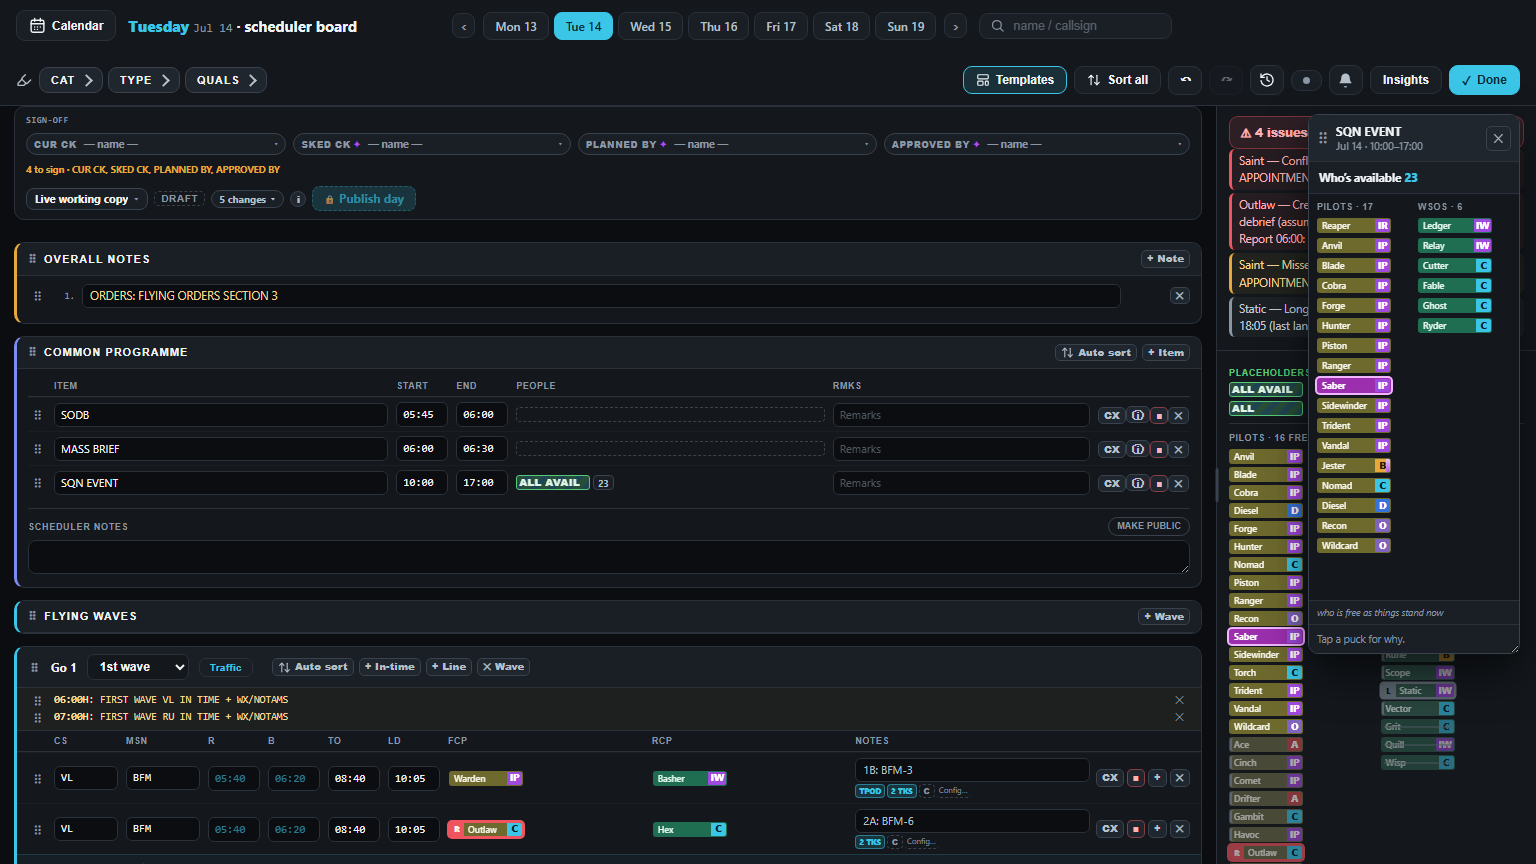 Calendar
Tuesday Jul 14 · scheduler board
‹ Mon 13 Tue 14 Wed 15 Thu 16 Fri 17 Sat 18 Sun 19 ›
name / callsign
CAT TYPE QUALS
Templates Sort all Insights ✓ Done
SIGN-OFF
CUR CK — name — SKED CK ✦ — name — PLANNED BY ✦ — name — APPROVED BY ✦ — name —
4 to sign · CUR CK, SKED CK, PLANNED BY, APPROVED BY
Live working copy DRAFT 5 changes i Publish day
OVERALL NOTES + Note
1. ORDERS: FLYING ORDERS SECTION 3
COMMON PROGRAMME Auto sort + Item
ITEM START END PEOPLE RMKS
SODB 05:45 06:00 Remarks CX
MASS BRIEF 06:00 06:30 Remarks CX
SQN EVENT 10:00 17:00 ALL AVAIL 23 Remarks CX
SCHEDULER NOTES MAKE PUBLIC
FLYING WAVES + Wave
Go 1 1st wave Traffic Auto sort + In-time + Line X Wave
06:00H: FIRST WAVE VL IN TIME + WX/NOTAMS
07:00H: FIRST WAVE RU IN TIME + WX/NOTAMS
CS MSN R B TO LD FCP RCP NOTES
VL BFM 05:40 06:20 08:40 10:05 Warden IP Basher IW 1B: BFM-3 CX
TPOD 2 TKS C Config...
VL BFM 05:40 06:20 08:40 10:05 R Outlaw C Hex C 2A: BFM-6 CX
2 TKS C Config...
4 issues
Saint — Conf
APPOINTMEN
Outlaw — Cre
debrief (assum
Report 06:00:
Saint — Misse
APPOINTMEN
Static — Long
18:05 (last lan
PLACEHOLDERS
ALL AVAIL
ALL
PILOTS · 16 FRE
Anvil IP
Blade IP
Cobra IP
Diesel D
Forge IP
Hunter IP
Nomad C
Piston IP
Ranger IP
Recon O
Saber IP
Sidewinder IP
Torch C
Trident IP
Vandal IP
Wildcard O
Ace A
Cinch IP
Comet IP
Drifter A
Gambit C
Havoc IP
R Outlaw C
Rune B
Scope IW
L Static IW
Vector C
Grit C
Quill IW
Wisp C
SQN EVENT
Jul 14 · 10:00–17:00
Who's available 23
PILOTS · 17
Reaper IR
Anvil IP
Blade IP
Cobra IP
Forge IP
Hunter IP
Piston IP
Ranger IP
Saber IP
Sidewinder IP
Trident IP
Vandal IP
Jester B
Nomad C
Diesel D
Recon O
Wildcard O
WSOS · 6
Ledger IW
Relay IW
Cutter C
Fable C
Ghost C
Ryder C
who is free as things stand now
Tap a puck for why.